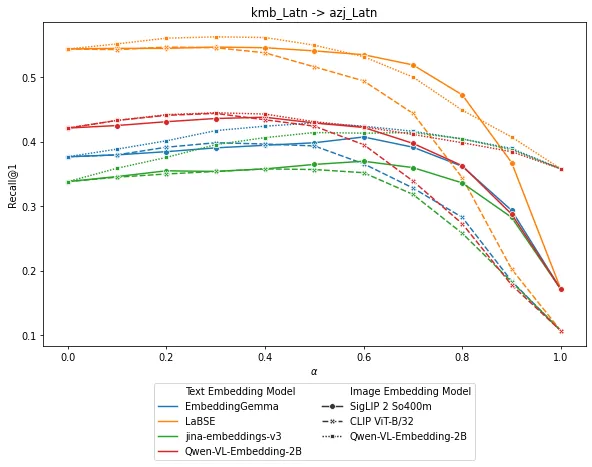 kmb_Latn -> azj_Latn
Recall@1
0.5
0.4
0.3
0.2
0.1
0.0 0.2 0.4 0.6 0.8 1.0
α
Text Embedding Model
EmbeddingGemma
LaBSE
jina-embeddings-v3
Qwen-VL-Embedding-2B
Image Embedding Model
SigLIP 2 So400m
CLIP ViT-B/32
Qwen-VL-Embedding-2B